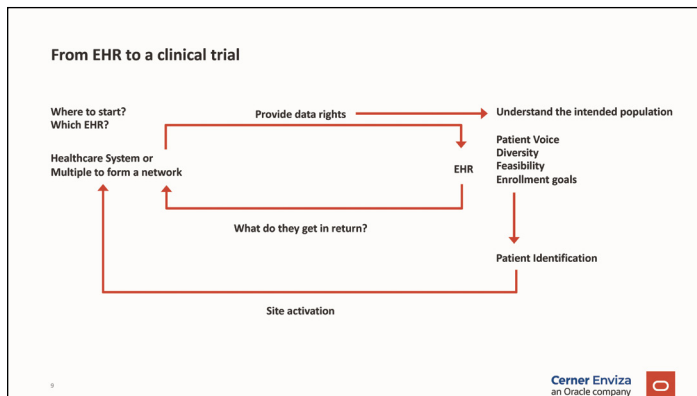 From EHR to a clinical trial
Where to start?
Which EHR?
Provide data rights
Understand the intended population
Healthcare System or
Multiple to form a network
EHR
Patient Voice
Diversity
Feasibility
Enrollment goals
What do they get in return?
Patient Identification
Site activation
9
Cerner Enviza
an Oracle company